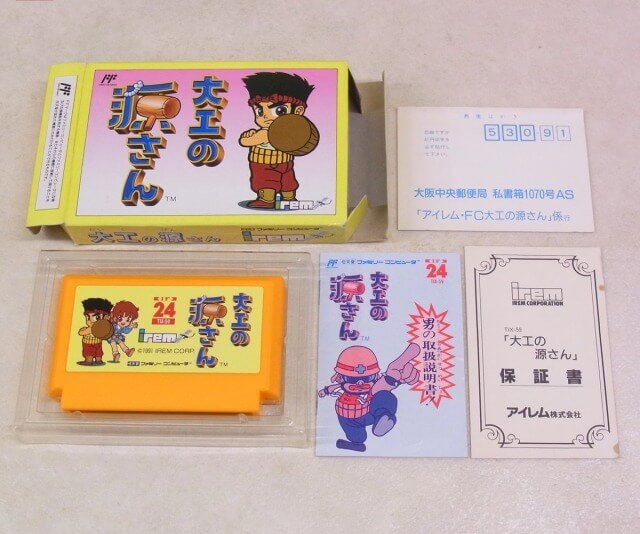 大工の
源さん
TM
大工の源さん
irem
53091
大阪中央郵便局 私書箱1070号AS
「アイレム・FC大工の源さん」係行
24
大工の
源さん
TM
irem
IREM CORP.
ファミリーコンピュータ
ファミリーコンピュータ
24
大工の
源さん
TM
男の取扱説明書!
irem
IREM CORPORATION
「大工の
源さん」
保証書
アイレム株式会社